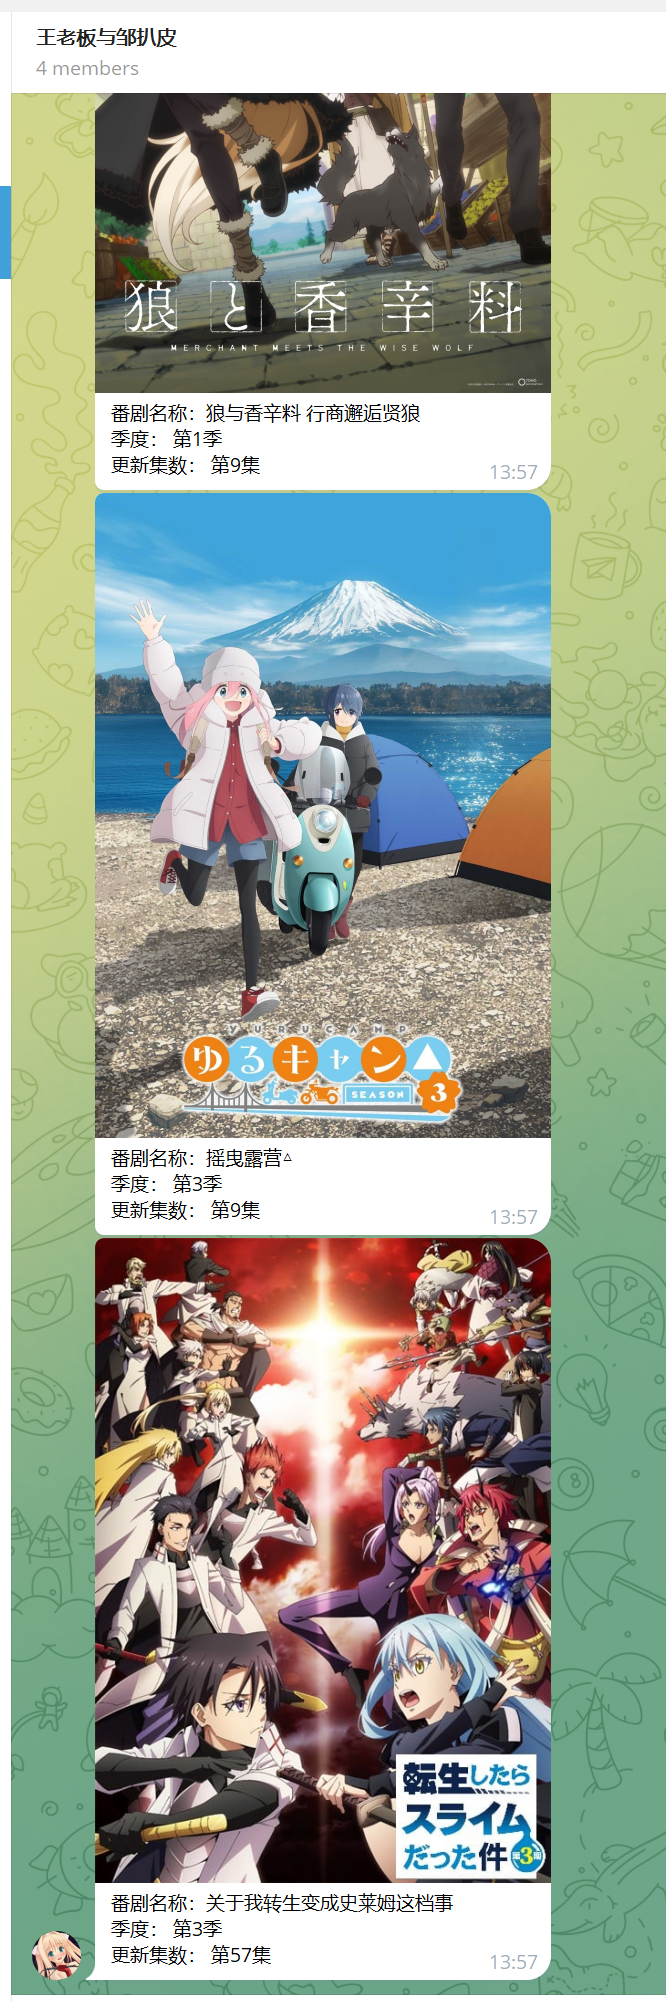 王老板与邹扒皮
4 members
狼と香辛料
MERCHANT MEETS THE WISE WOLF
番剧名称：狼与香辛料 行商邂逅贤狼
季度： 第1季
更新集数： 第9集
13:57
YURUCAMP
ゆるキャン△
SEASON 3
番剧名称：摇曳露营△
季度： 第3季
更新集数： 第9集
13:57
転生したら
スライム
だった件 第3期
番剧名称：关于我转生变成史莱姆这档事
季度： 第3季
更新集数： 第57集
13:57